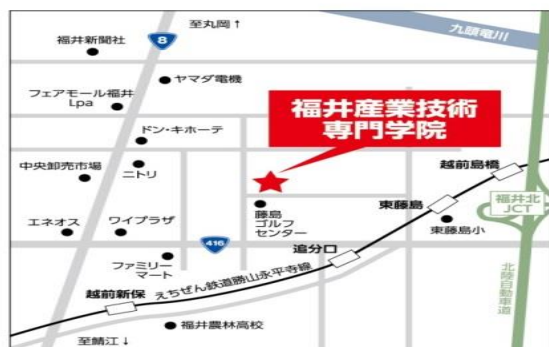 至丸岡↑
九頭竜川
8
福井新聞社
ヤマダ電機
フェアモール福井
Lpa
福井産業技術
専門学院
ドン・キホーテ
越前島橋
中央卸売市場
ニトリ
福井北
JCT
東藤島
藤島
ゴルフ
センター
東藤島小
エネオス
ワイプラザ
416
追分口
ファミリー
マート
えちぜん鉄道勝山永平寺線
北陸自動車道
越前新保
福井農林高校
至鯖江↓